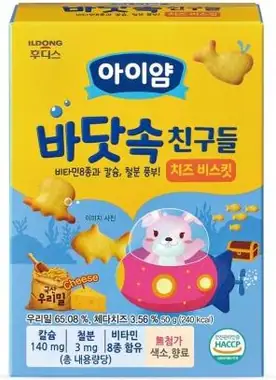 ILDONG
후디스
아이얌
바닷속 친구들
비타민8종과 칼슘, 철분 풍부!
치즈 비스킷
이미지 사진
Cheese
국산
우리밀
우리밀 65.08%, 체다치즈 3.56% 50 g (240 kcal)
칼슘
140 mg
철분
3 mg
비타민
8종 함유
(총 내용량당)
無첨가
색소, 향료
HACCP